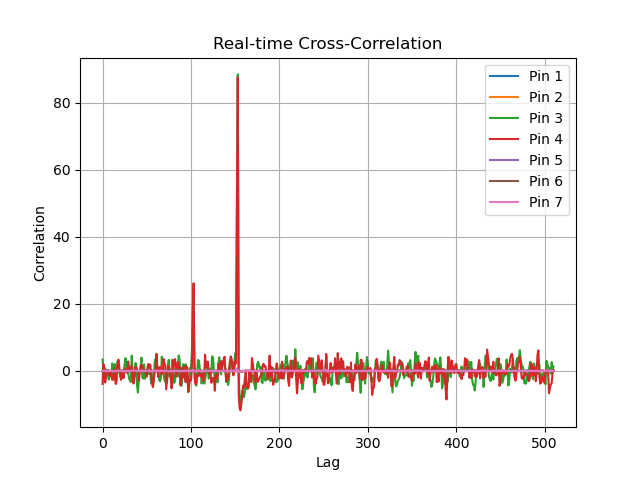 Real-time Cross-Correlation
Pin 1
Pin 2
Pin 3
Pin 4
Pin 5
Pin 6
Pin 7
80
60
40
20
0
Correlation
0 100 200 300 400 500
Lag